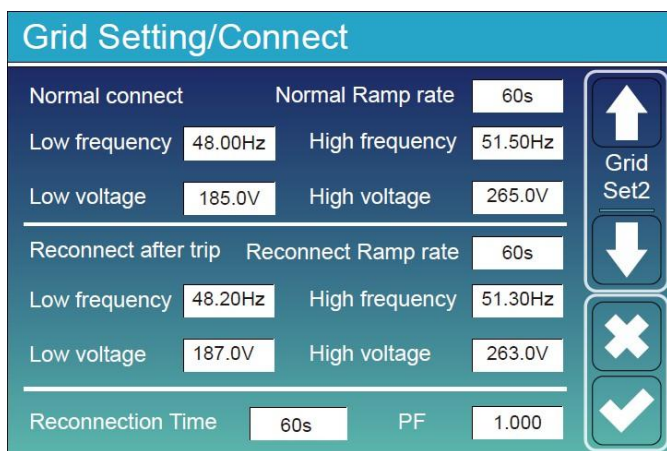 Grid Setting/Connect
Normal connect Normal Ramp rate 60s
Low frequency 48.00Hz High frequency 51.50Hz
Low voltage 185.0V High voltage 265.0V
Reconnect after trip Reconnect Ramp rate 60s
Low frequency 48.20Hz High frequency 51.30Hz
Low voltage 187.0V High voltage 263.0V
Reconnection Time 60s PF 1.000
Grid
Set2